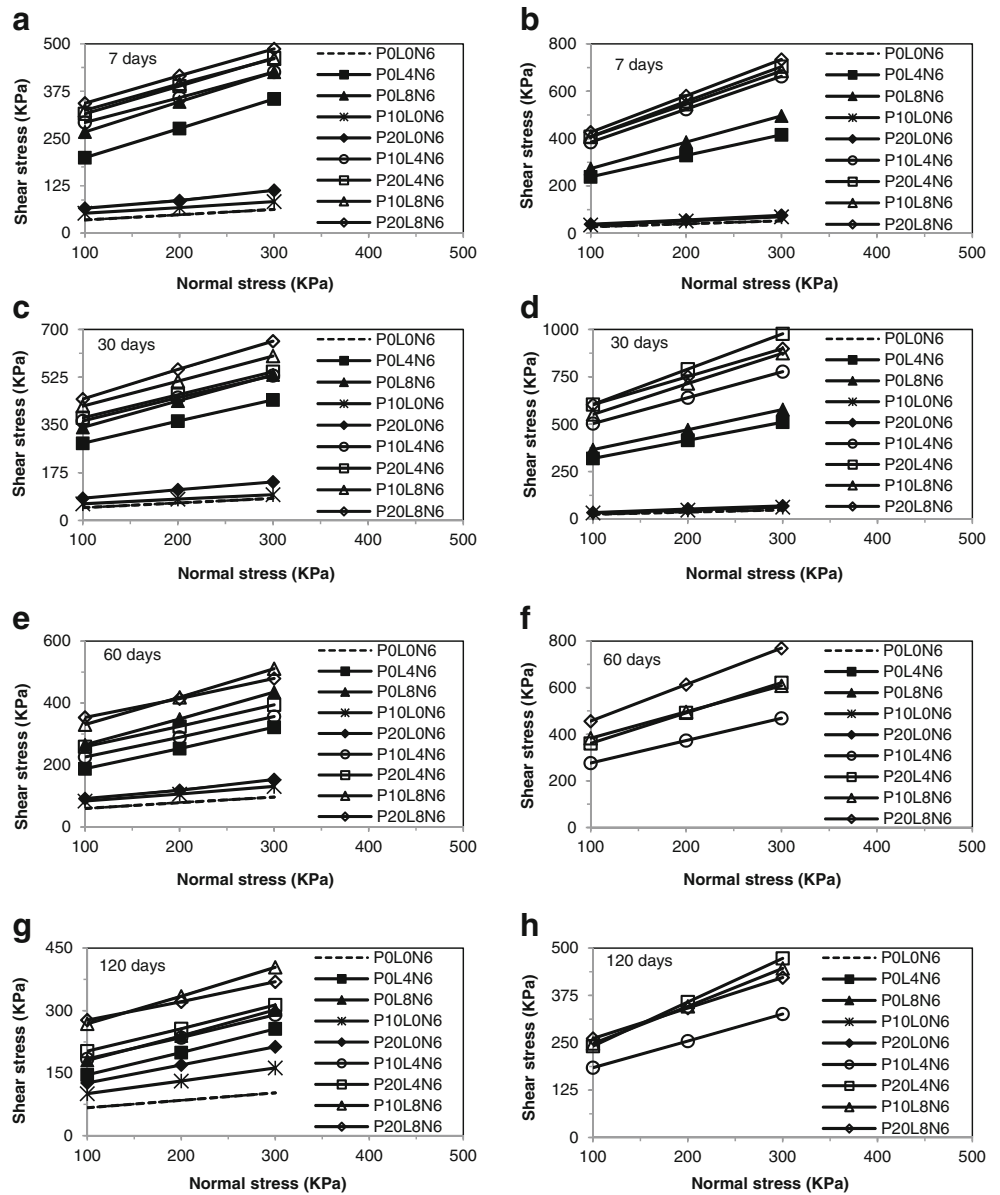 a
Shear stress (KPa)
500
375
250
125
0
7 days
P0L0N6
P0L4N6
P0L8N6
P10L0N6
P20L0N6
P10L4N6
P20L4N6
P10L8N6
P20L8N6
100
200
300
400
500
Normal stress (KPa)
b
Shear stress (KPa)
800
600
400
200
0
7 days
P0L0N6
P0L4N6
P0L8N6
P10L0N6
P20L0N6
P10L4N6
P20L4N6
P10L8N6
P20L8N6
100
200
300
400
500
Normal stress (KPa)
c
Shear stress (KPa)
700
525
350
175
0
30 days
P0L0N6
P0L4N6
P0L8N6
P10L0N6
P20L0N6
P10L4N6
P20L4N6
P10L8N6
P20L8N6
100
200
300
400
500
Normal stress (KPa)
d
Shear stress (KPa)
1000
750
500
250
0
30 days
P0L0N6
P0L4N6
P0L8N6
P10L0N6
P20L0N6
P10L4N6
P20L4N6
P10L8N6
P20L8N6
100
200
300
400
500
Normal stress (KPa)
e
Shear stress (KPa)
600
400
200
0
60 days
P0L0N6
P0L4N6
P0L8N6
P10L0N6
P20L0N6
P10L4N6
P20L4N6
P10L8N6
P20L8N6
100
200
300
400
500
Normal stress (KPa)
f
Shear stress (KPa)
800
600
400
200
0
60 days
P0L0N6
P0L4N6
P0L8N6
P10L0N6
P20L0N6
P10L4N6
P20L4N6
P10L8N6
P20L8N6
100
200
300
400
500
Normal stress (KPa)
g
Shear stress (KPa)
450
300
150
0
120 days
P0L0N6
P0L4N6
P0L8N6
P10L0N6
P20L0N6
P10L4N6
P20L4N6
P10L8N6
P20L8N6
100
200
300
400
500
Normal stress (KPa)
h
Shear stress (KPa)
500
375
250
125
0
120 days
P0L0N6
P0L4N6
P0L8N6
P10L0N6
P20L0N6
P10L4N6
P20L4N6
P10L8N6
P20L8N6
100
200
300
400
500
Normal stress (KPa)